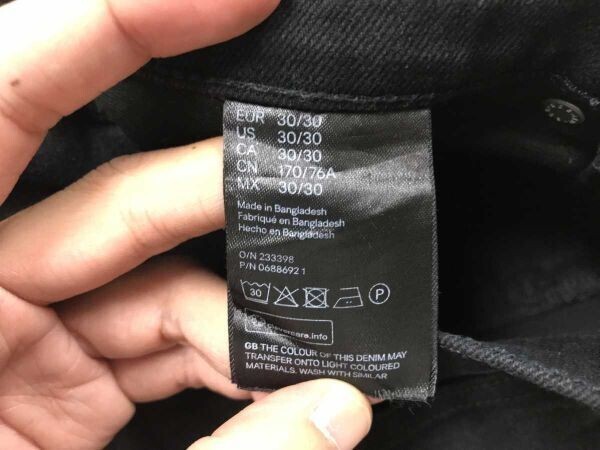 EUR 30/30
US 30/30
CA 30/30
CN 170/76A
MX 30/30
Made in Bangladesh
Fabriqué en Bangladesh
Hecho en Bangladesh
O/N 233398
P/N 0688692 1
30 P
care.info
GB THE COLOUR OF THIS DENIM MAY
TRANSFER ONTO LIGHT COLOURED
MATERIALS. WASH WITH SIMILAR